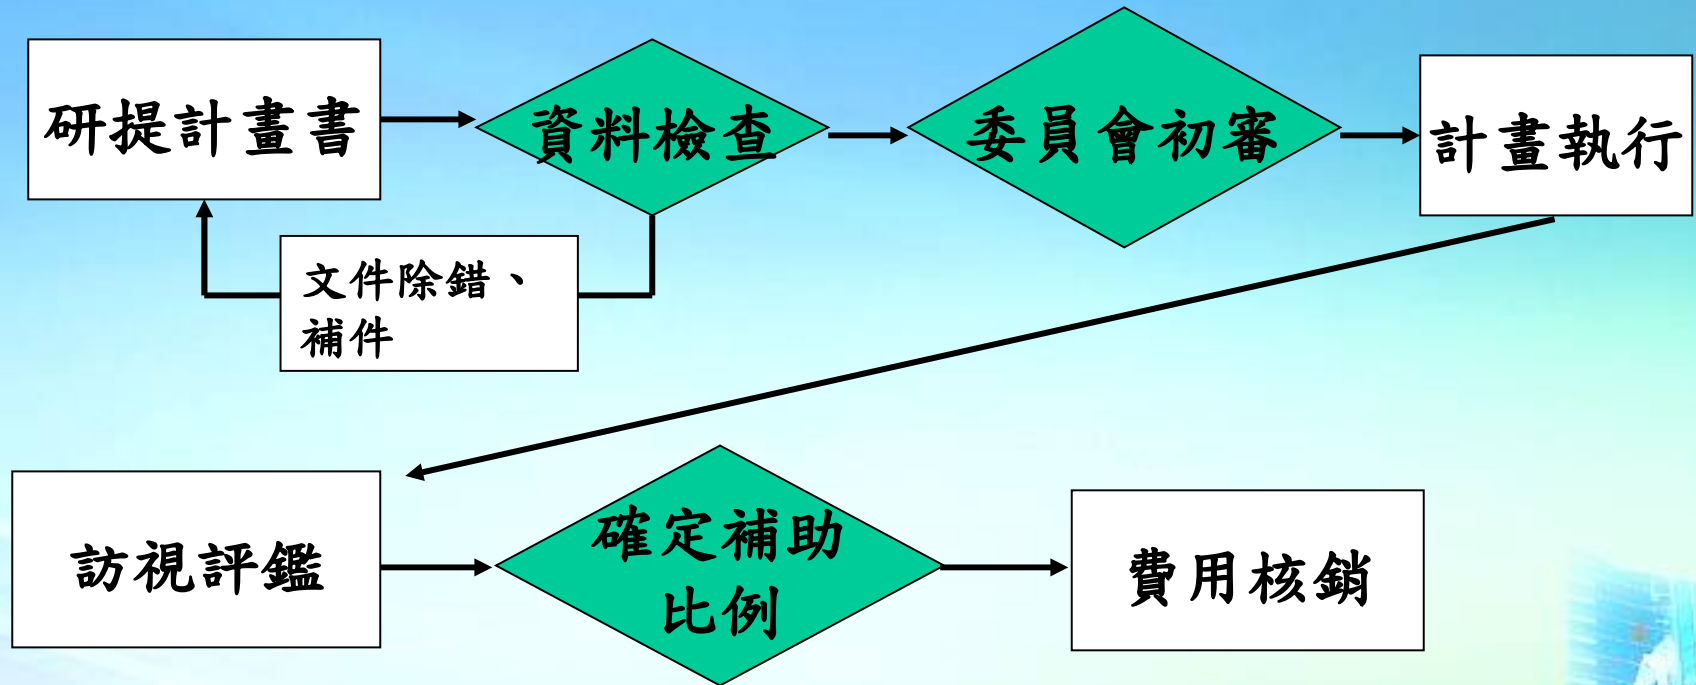 研提計畫書
資料檢查
委員會初審
計畫執行
文件除錯、
補件
訪視評鑑
確定補助
比例
費用核銷